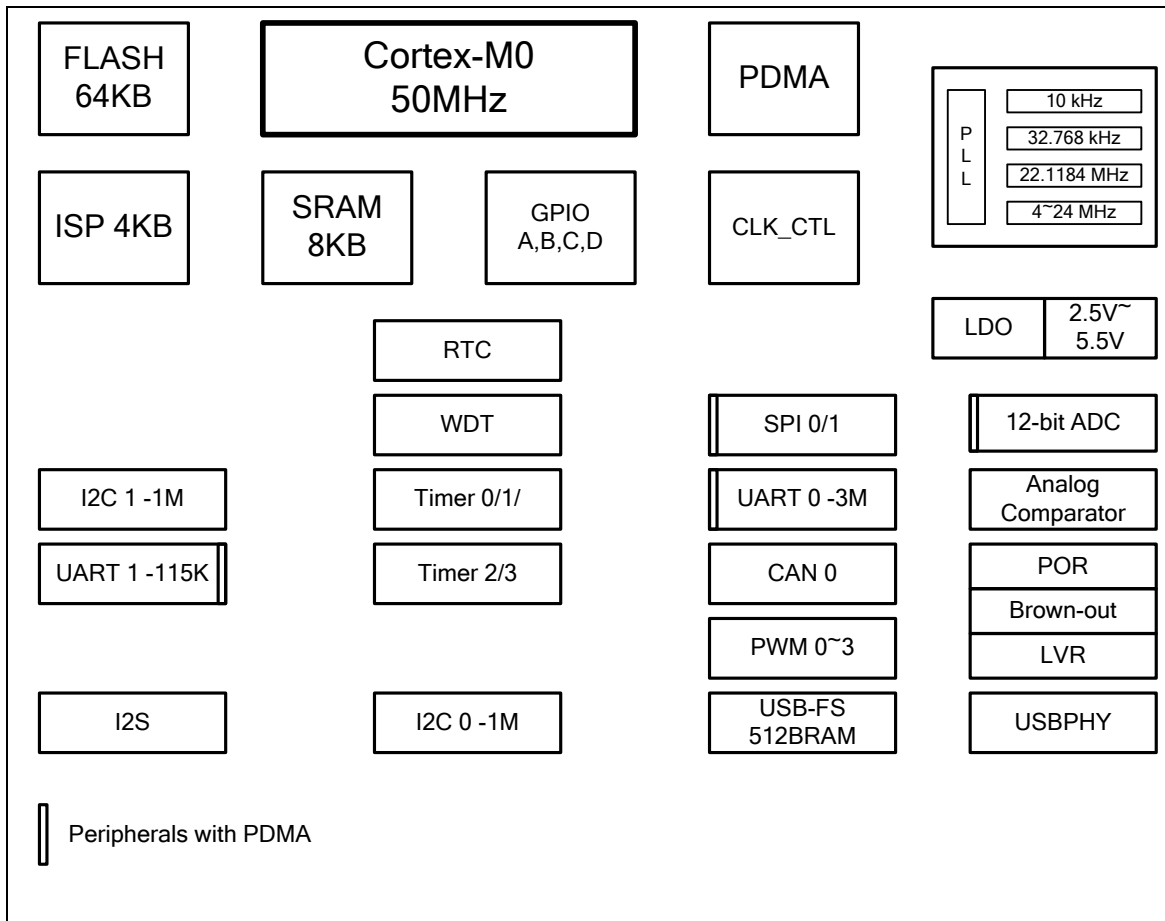 FLASH
64KB
Cortex-M0
50MHz
PDMA
P
L
L
10 kHz
32.768 kHz
22.1184 MHz
4~24 MHz
ISP 4KB
SRAM
8KB
GPIO
A,B,C,D
CLK_CTL
LDO
2.5V~
5.5V
RTC
WDT
SPI 0/1
12-bit ADC
I2C 1 -1M
Timer 0/1/
UART 0 -3M
Analog
Comparator
UART 1 -115K
Timer 2/3
CAN 0
POR
Brown-out
PWM 0~3
LVR
I2S
I2C 0 -1M
USB-FS
512BRAM
USBPHY
Peripherals with PDMA